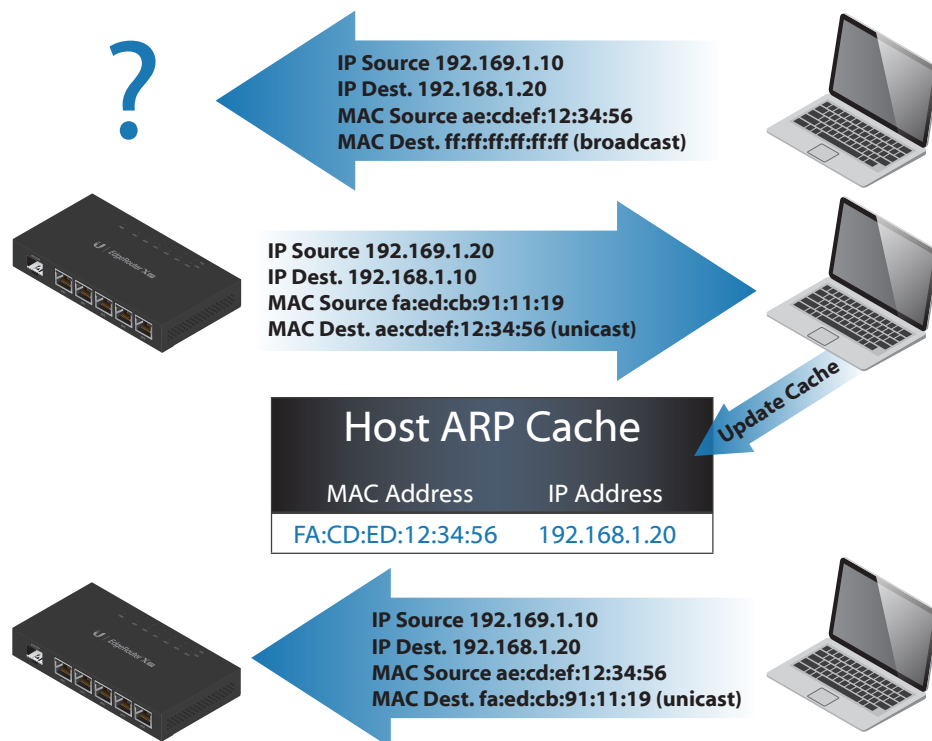 ?
IP Source 192.169.1.10
IP Dest. 192.168.1.20
MAC Source ae:cd:ef:12:34:56
MAC Dest. ff:ff:ff:ff:ff:ff (broadcast)
EdgeRouter X
IP Source 192.169.1.20
IP Dest. 192.168.1.10
MAC Source fa:ed:cb:91:11:19
MAC Dest. ae:cd:ef:12:34:56 (unicast)
Update Cache
Host ARP Cache
MAC Address IP Address
FA:CD:ED:12:34:56 192.168.1.20
EdgeRouter X
IP Source 192.169.1.10
IP Dest. 192.168.1.20
MAC Source ae:cd:ef:12:34:56
MAC Dest. fa:ed:cb:91:11:19 (unicast)